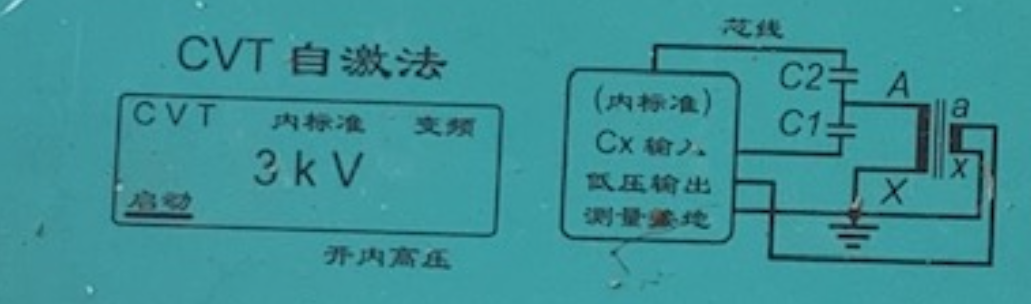 CVT 自激法
CVT 内标准 变频
3kV
启动
开内高压
芯线
(内标准)
Cx 输入
低压输出
测量接地
C2
C1
A
X
a
x